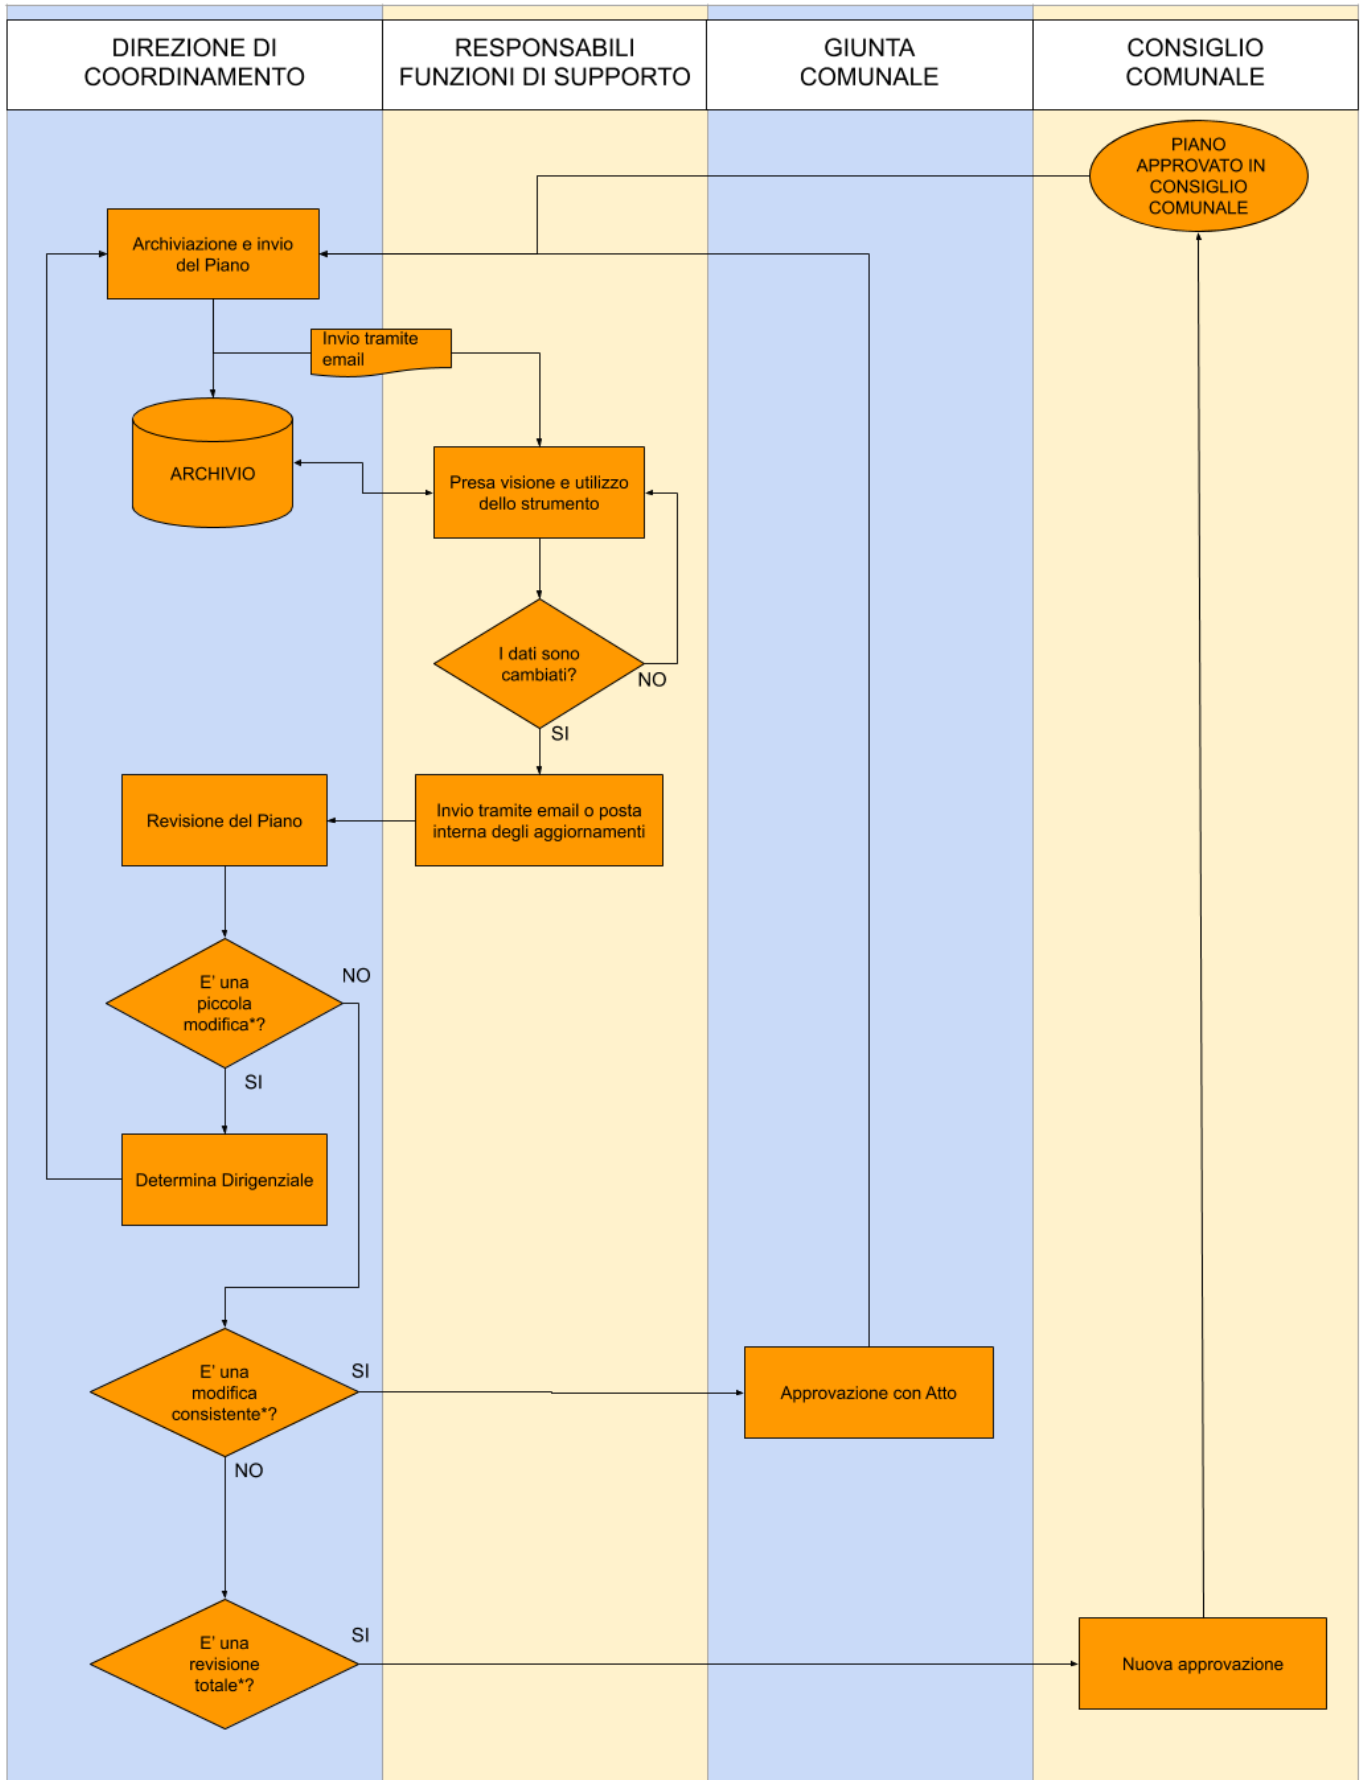 DIREZIONE DI
COORDINAMENTO
RESPONSABILI
FUNZIONI DI SUPPORTO
GIUNTA
COMUNALE
CONSIGLIO
COMUNALE
PIANO
APPROVATO IN
CONSIGLIO
COMUNALE
Archiviazione e invio
del Piano
Invio tramite
email
ARCHIVIO
Presa visione e utilizzo
dello strumento
I dati sono
cambiati?
NO
SI
Revisione del Piano
Invio tramite email o posta
interna degli aggiornamenti
E' una
piccola
modifica*?
NO
SI
Determina Dirigenziale
E' una
modifica
consistente*?
SI
NO
Approvazione con Atto
E' una
revisione
totale*?
SI
Nuova approvazione